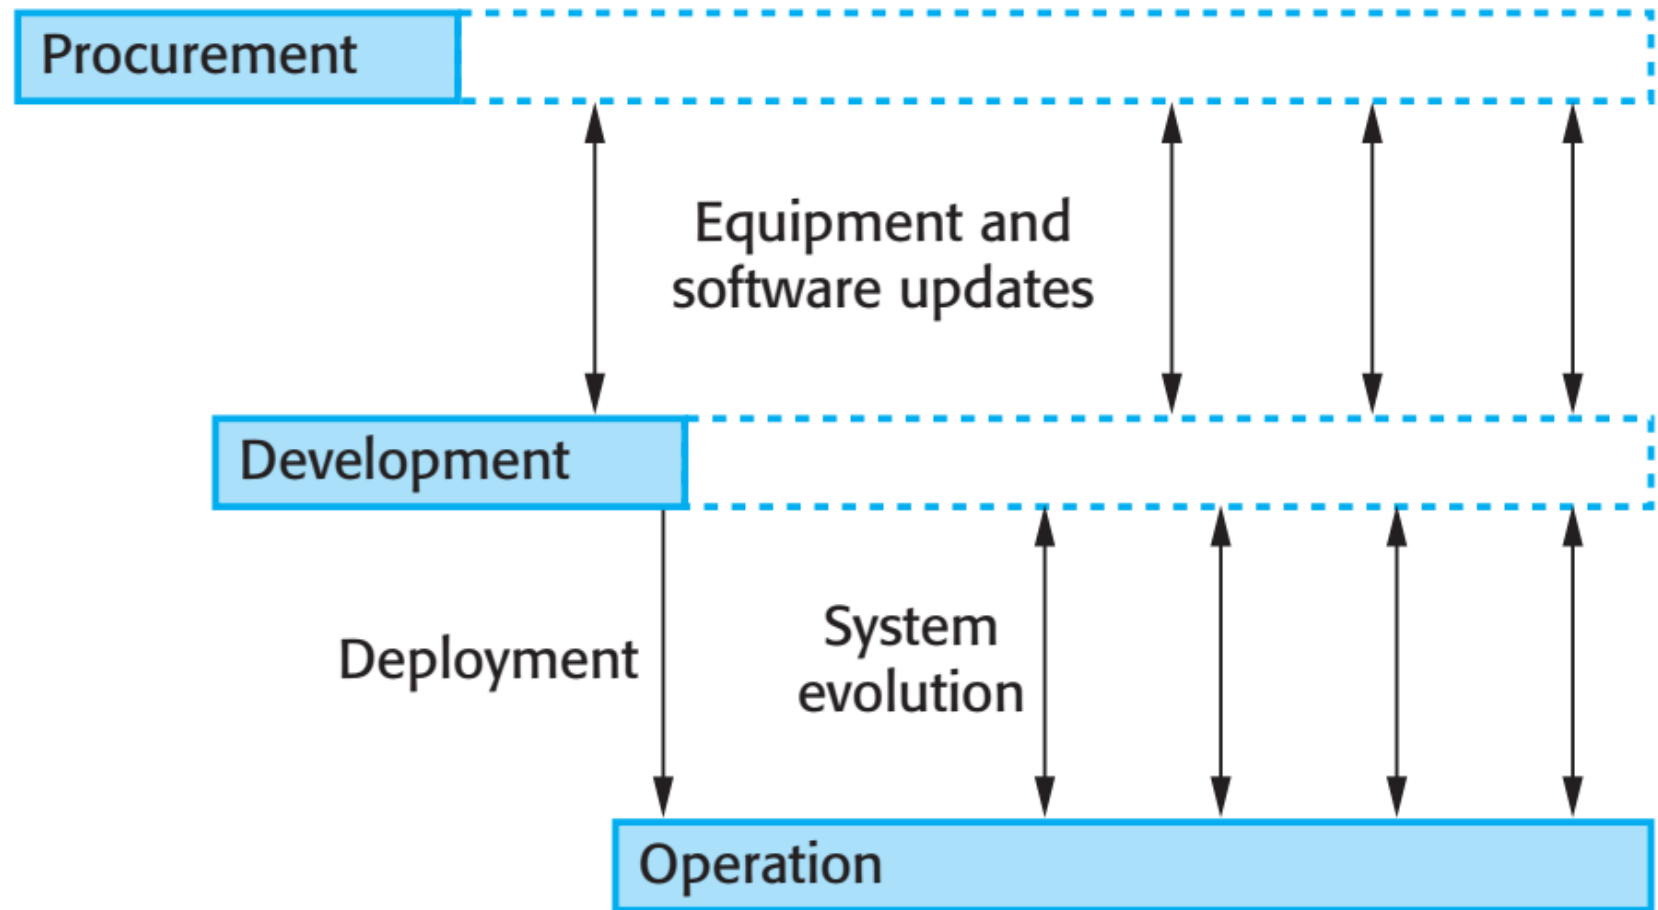 Procurement
Equipment and
software updates
Development
Deployment
System
evolution
Operation